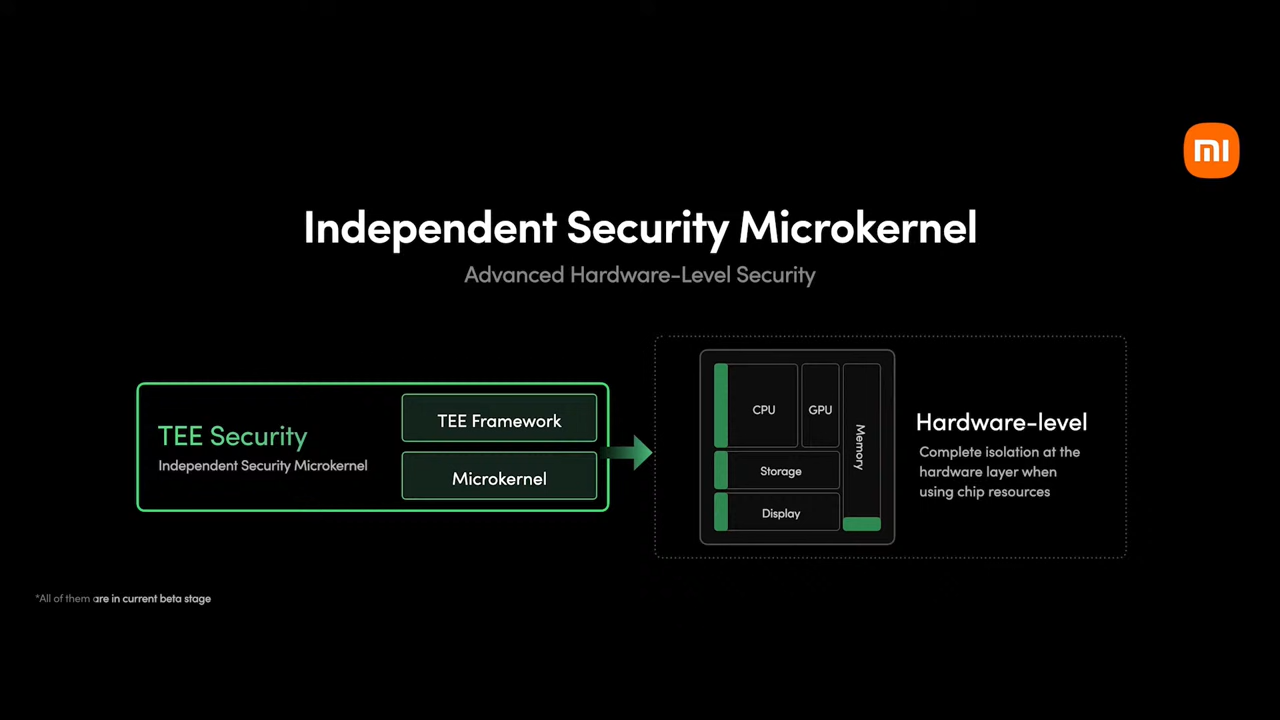 mi
Independent Security Microkernel
Advanced Hardware-Level Security
TEE Security
Independent Security Microkernel
TEE Framework
Microkernel
CPU
GPU
Memory
Storage
Display
Hardware-level
Complete isolation at the
hardware layer when
using chip resources
*All of them are in current beta stage